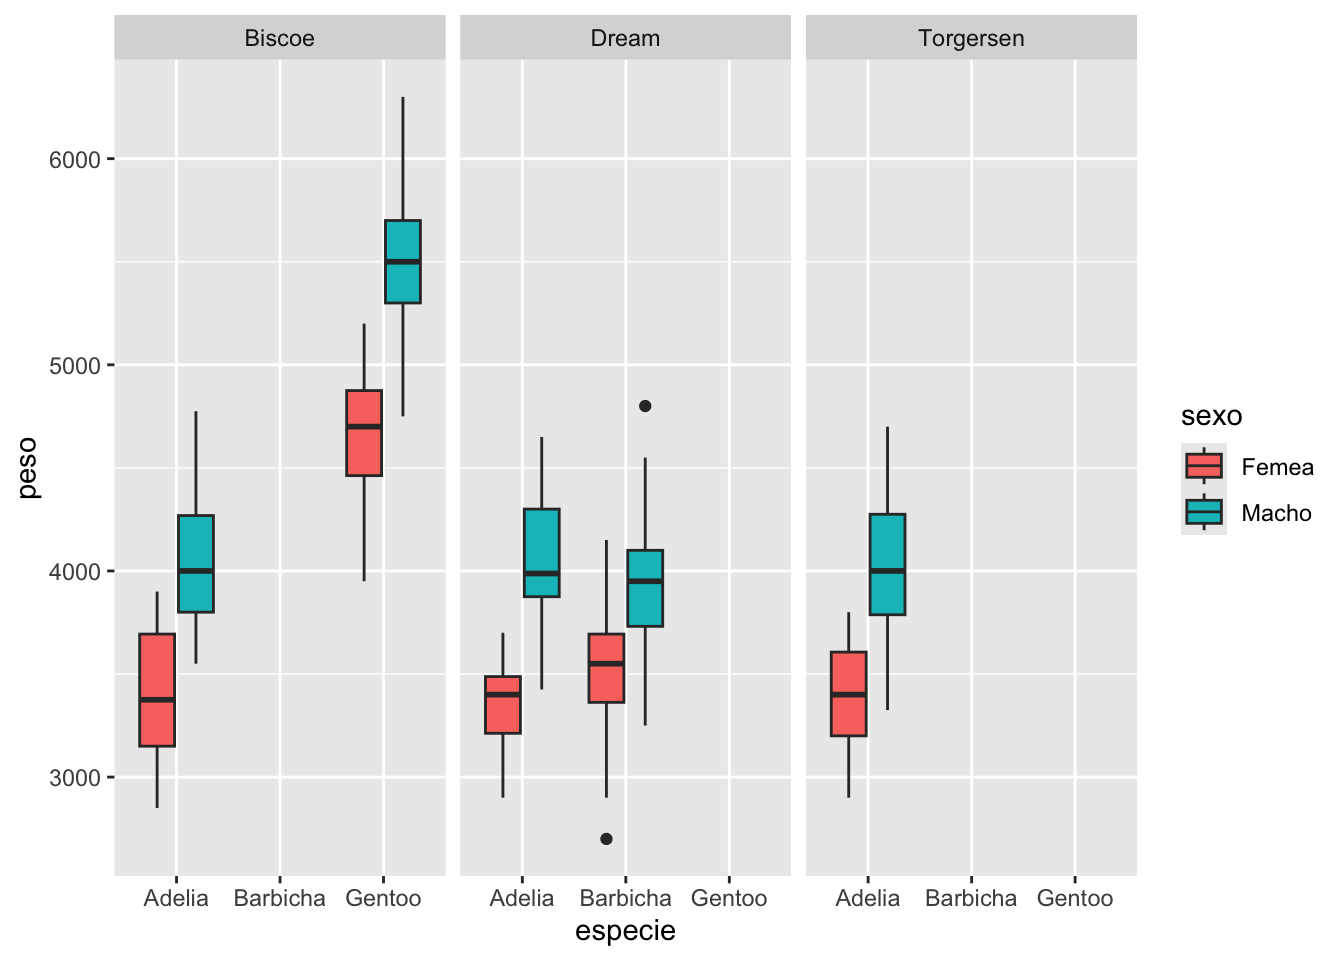 Biscoe
Dream
Torgersen
6000
5000
4000
3000
peso
Adelia Barbicha Gentoo
Adelia Barbicha Gentoo
Adelia Barbicha Gentoo
especie
sexo
Femea
Macho